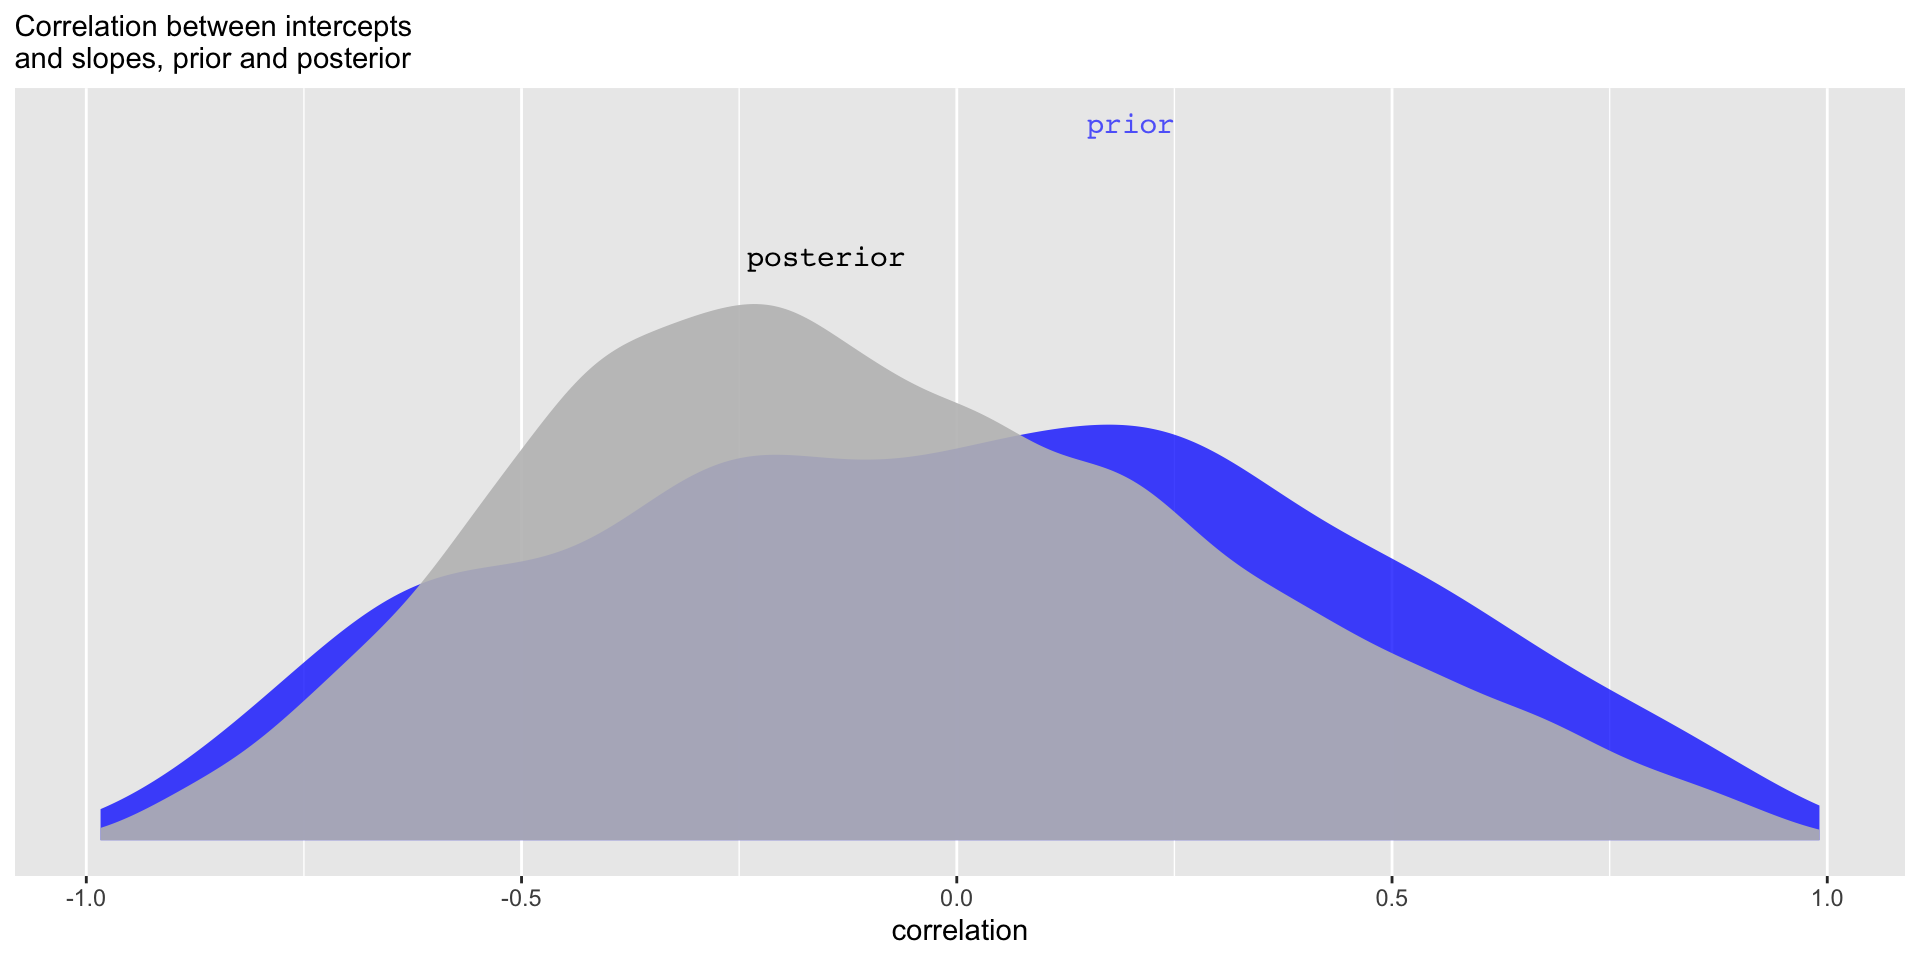 Correlation between intercepts
and slopes, prior and posterior
prior
posterior
-1.0 -0.5 0.0 0.5 1.0
correlation